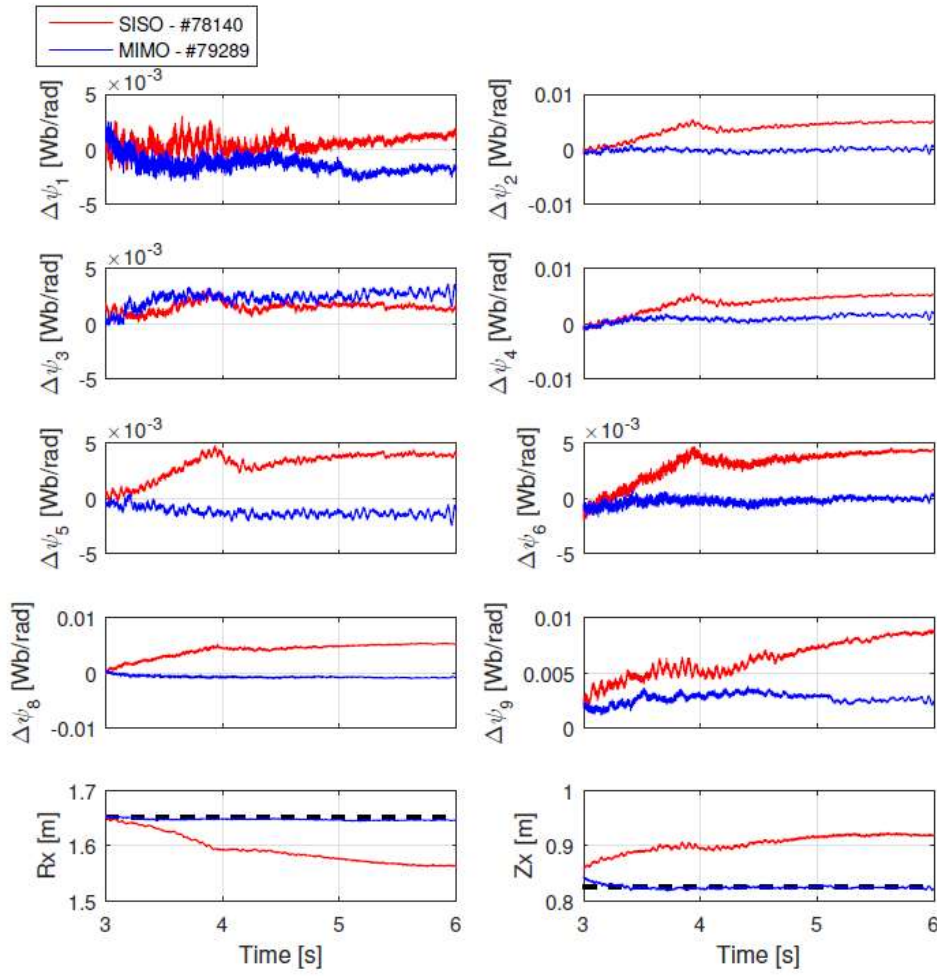 SISO - #78140
MIMO - #79289
×10⁻³
5
0
-5
Δψ₁ [Wb/rad]
0.01
0
-0.01
Δψ₂ [Wb/rad]
×10⁻³
5
0
-5
Δψ₃ [Wb/rad]
0.01
0
-0.01
Δψ₄ [Wb/rad]
×10⁻³
5
0
-5
Δψ₅ [Wb/rad]
×10⁻³
5
0
-5
Δψ₆ [Wb/rad]
0.01
0
-0.01
Δψ₈ [Wb/rad]
0.01
0.005
0
Δψ₉ [Wb/rad]
1.7
1.6
1.5
Rx [m]
3 4 5 6
Time [s]
1
0.9
0.8
Zx [m]
3 4 5 6
Time [s]